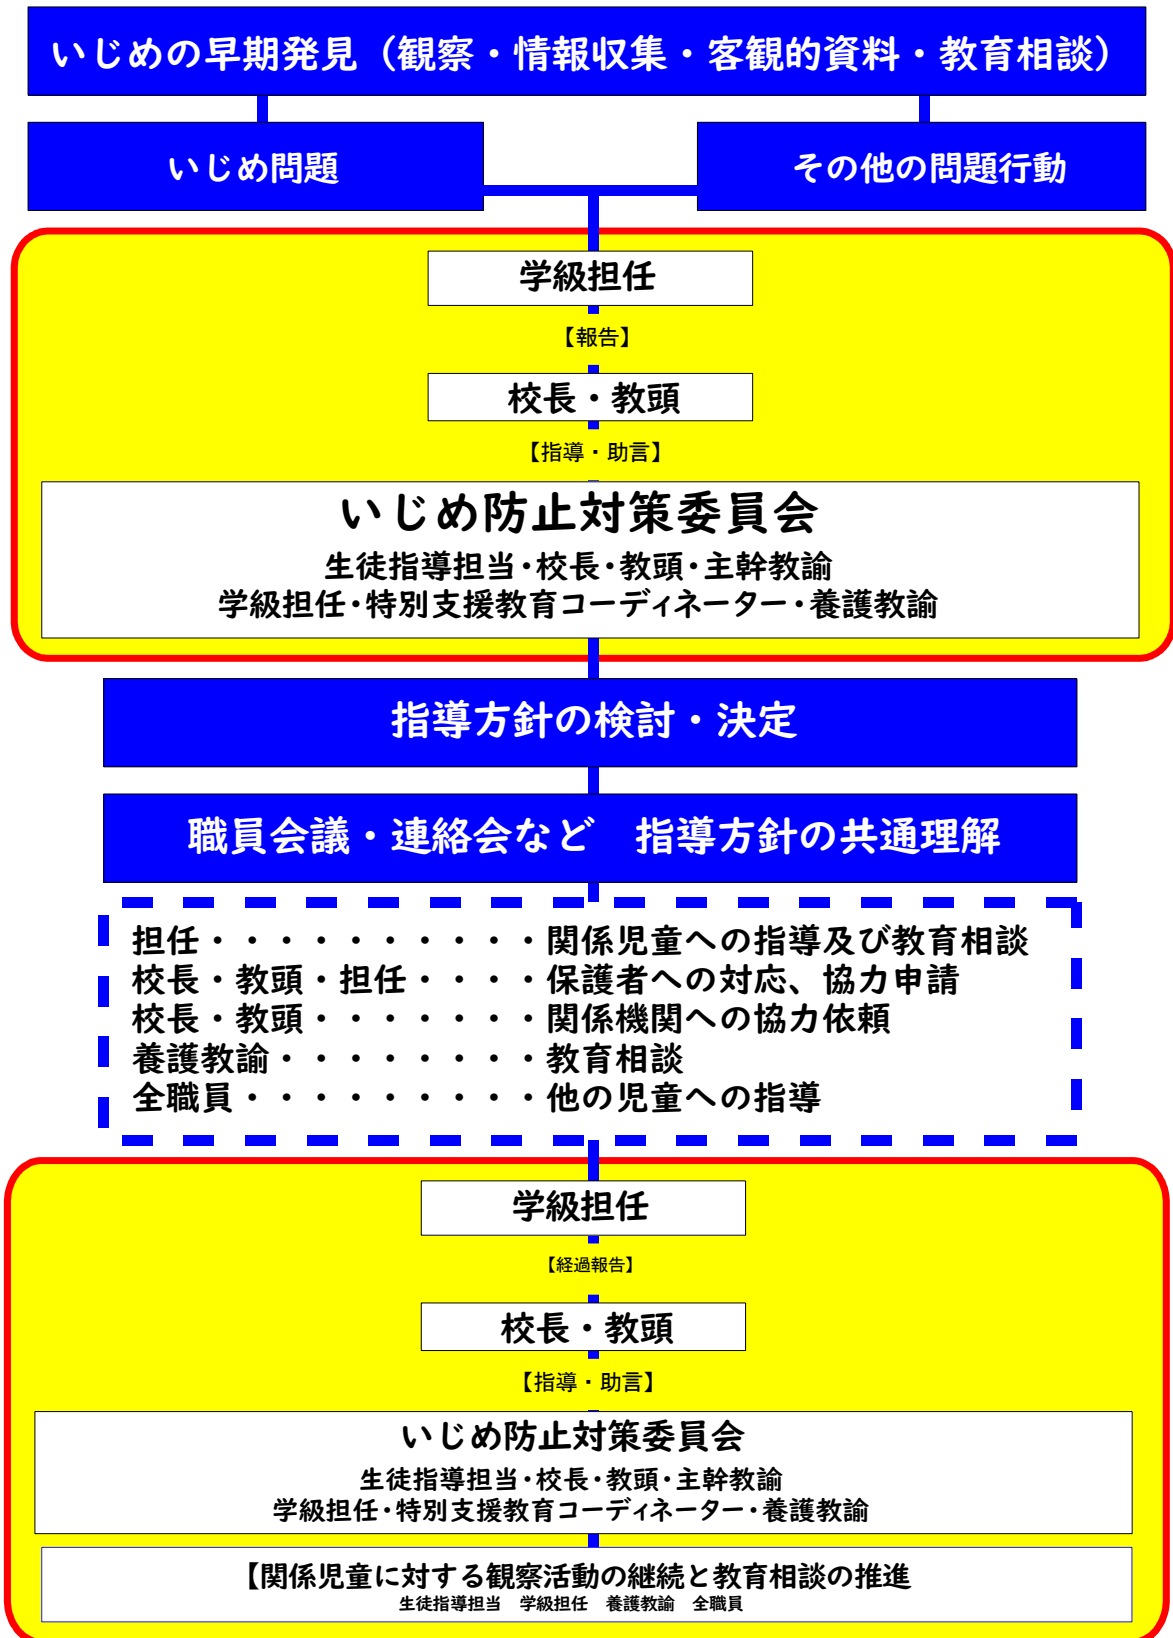 いじめの早期発見（観察・情報収集・客観的資料・教育相談）
いじめ問題
その他の問題行動
学級担任
【報告】
校長・教頭
【指導・助言】
いじめ防止対策委員会
生徒指導担当・校長・教頭・主幹教諭
学級担任・特別支援教育コーディネーター・養護教諭
指導方針の検討・決定
職員会議・連絡会など　指導方針の共通理解
担任・・・・・・・・・・関係児童への指導及び教育相談
校長・教頭・担任・・・・保護者への対応、協力申請
校長・教頭・・・・・・・関係機関への協力依頼
養護教諭・・・・・・・・教育相談
全職員・・・・・・・・・他の児童への指導
学級担任
【経過報告】
校長・教頭
【指導・助言】
いじめ防止対策委員会
生徒指導担当・校長・教頭・主幹教諭
学級担任・特別支援教育コーディネーター・養護教諭
【関係児童に対する観察活動の継続と教育相談の推進
生徒指導担当　学級担任　養護教諭　全職員